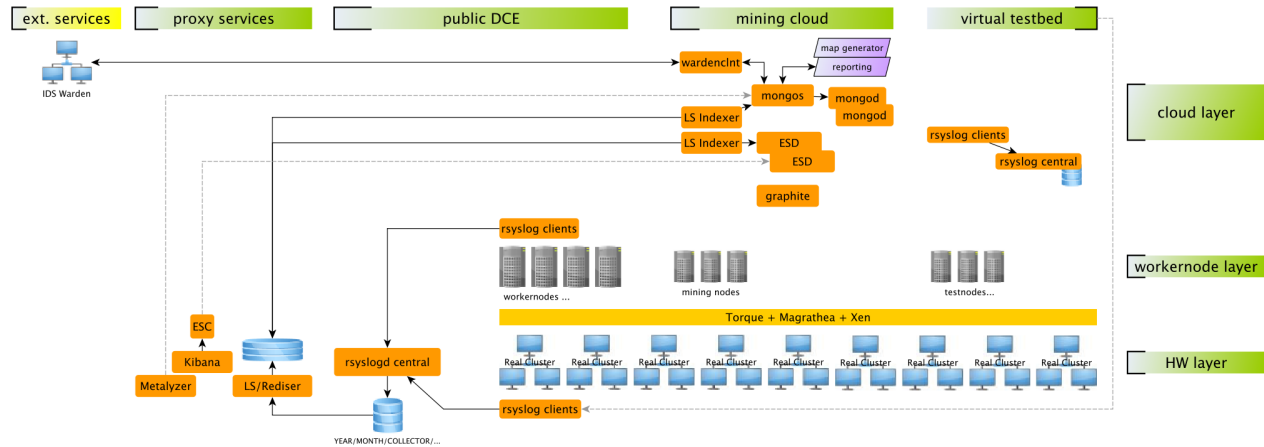 ext. services
proxy services
public DCE
mining cloud
virtual testbed
map generator
wardenclnt
reporting
IDS Warden
mongos
mongod
mongod
LS Indexer
cloud layer
rsyslog clients
LS Indexer
ESD
ESD
rsyslog central
graphite
rsyslog clients
workernode layer
workernodes ...
mining nodes
testnodes...
Torque + Magrathea + Xen
ESC
Kibana
rsyslogd central
Real Cluster
Real Cluster
Real Cluster
Real Cluster
Real Cluster
Real Cluster
Real Cluster
Real Cluster
Real Cluster
HW layer
Metalyzer
LS/Rediser
rsyslog clients
YEAR/MONTH/COLLECTOR/...